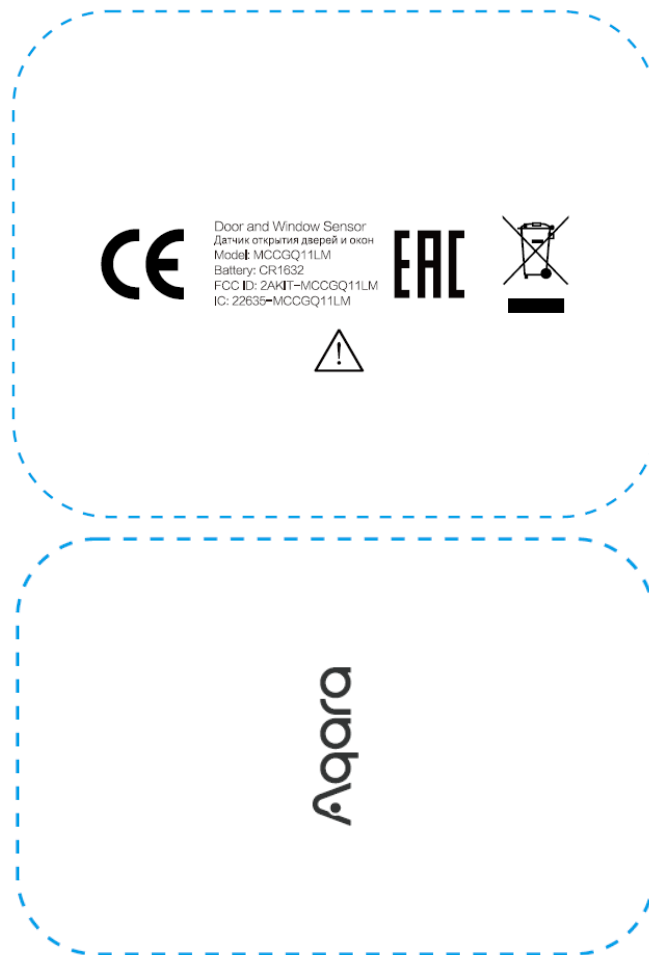 CE
Door and Window Sensor
Датчик открытия дверей и окон
Model: MCCGQ11LM
Battery: CR1632
FCC ID: 2AKIT-MCCGQ11LM
IC: 22635-MCCGQ11LM
EAC
Aqara